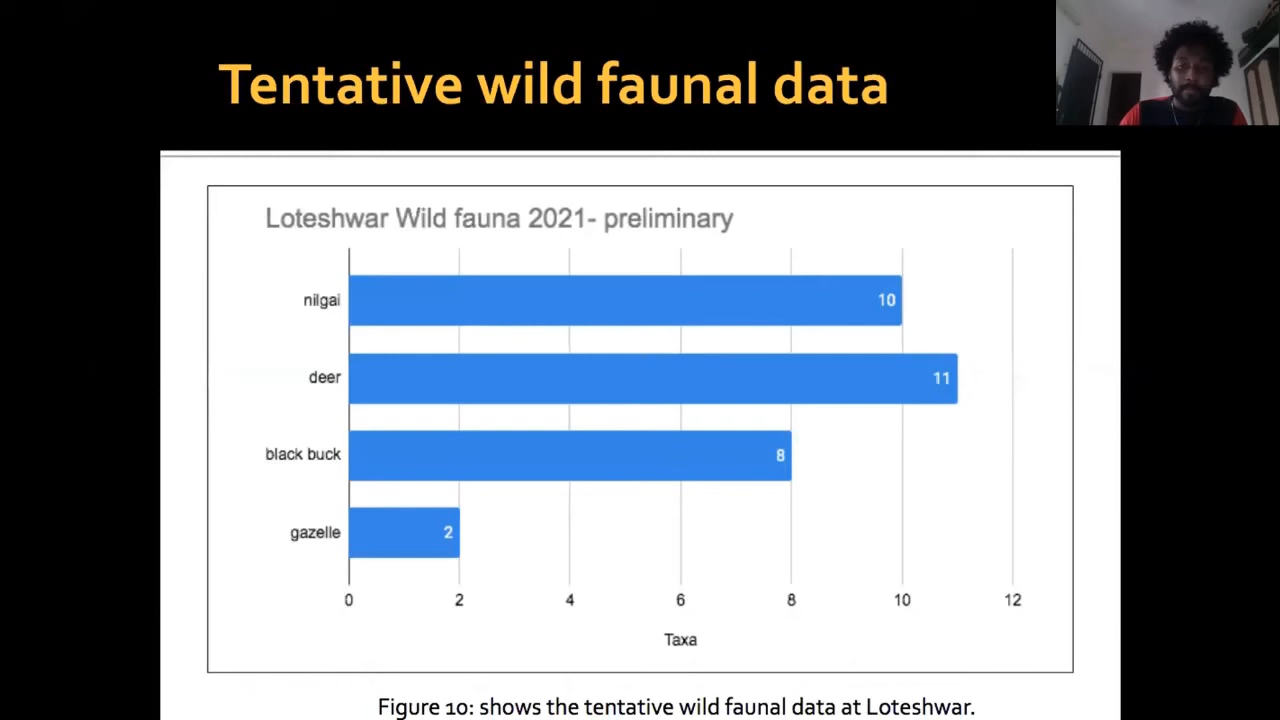 Tentative wild faunal data
Loteshwar Wild fauna 2021- preliminary
nilgai
10
deer
11
black buck
8
gazelle
2
0 2 4 6 8 10 12
Taxa
Figure 10: shows the tentative wild faunal data at Loteshwar.